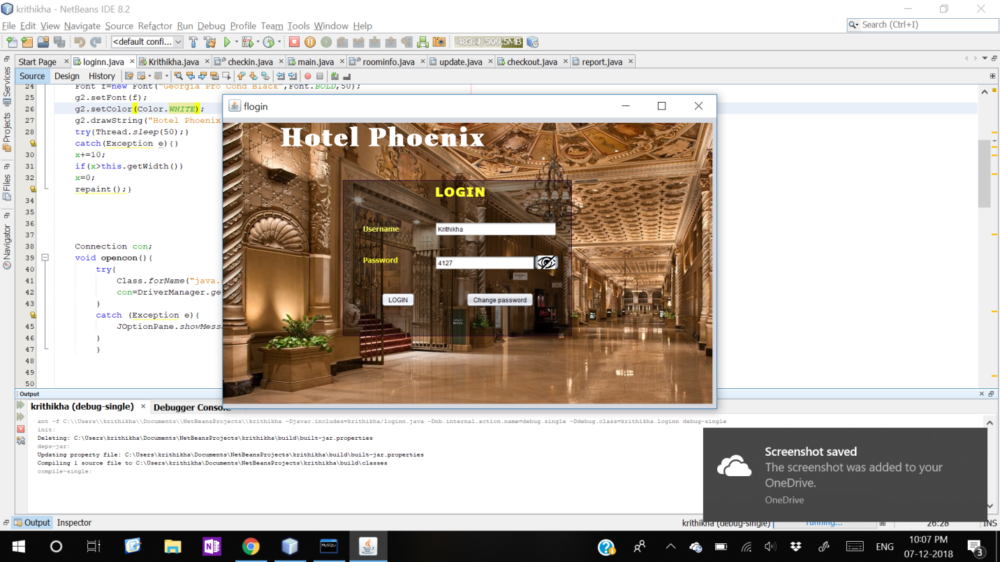 krithikha - NetBeans IDE 8.2
File Edit View Navigate Source Refactor Run Debug Profile Team Tools Window Help
Search (Ctrl+I)
<default confi...
483.4 / 599.5MB
Start Page loginn.java Krithikha.java checkin.java main.java roominfo.java update.java checkout.java report.java
Source Design History
Services
Projects
Files
Navigator
24 Font f=new Font("Georgia Pro Cond Black",Font.BOLD,50);
25 g2.setFont(f);
26 g2.setColor(Color.WHITE);
27 g2.drawString("Hotel Phoenix
28 try{Thread.sleep(50);}
catch(Exception e){}
30 x+=10;
31 if(x>this.getWidth())
32 x=0;
repaint();}
34
35
36
37
38 Connection con;
39 void opencon(){
40 try{
41 Class.forName("java.
42 con=DriverManager.ge
43 }
catch (Exception e){
45 JOptionPane.showMess
46 }
47 }
48
49
50
flogin
Hotel Phoenix
LOGIN
Username Krithikha
Password 4127
LOGIN Change password
Output
krithikha (debug-single) Debugger Console
ant -f C:\\Users\\krithikha\\Documents\\NetBeansProjects\\krithikha -Djavac.includes=krithikha/loginn.java -Dnb.internal.action.name=debug.single -Ddebug.class=krithikha.loginn debug-single
init:
Deleting: C:\Users\krithikha\Documents\NetBeansProjects\krithikha\build\built-jar.properties
deps-jar:
Updating property file: C:\Users\krithikha\Documents\NetBeansProjects\krithikha\build\built-jar.properties
Compiling 1 source file to C:\Users\krithikha\Documents\NetBeansProjects\krithikha\build\classes
compile-single:
Screenshot saved
The screenshot was added to your
OneDrive.
OneDrive
Output Inspector
krithikha (debug-single) running... 26:28 INS
MySQL
ENG
10:07 PM
07-12-2018
3